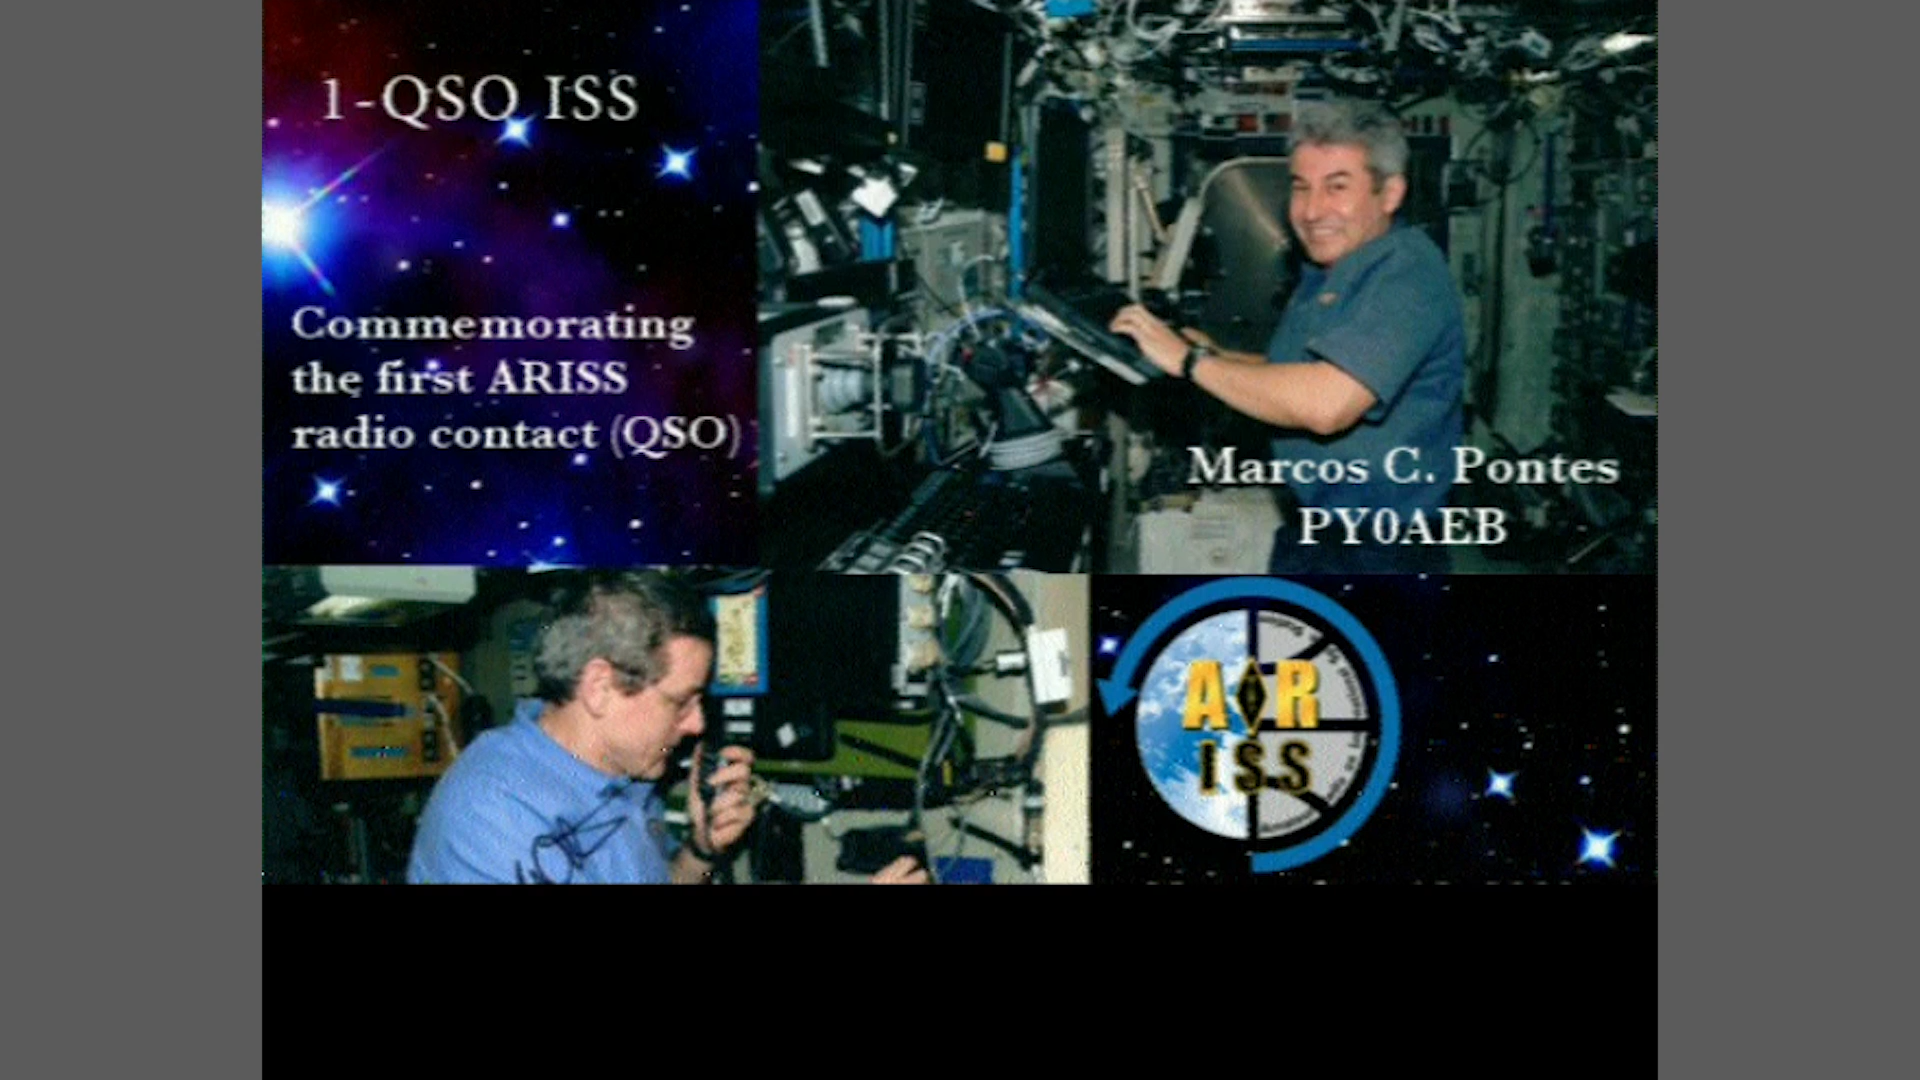 1-QSO ISS
Commemorating
the first ARISS
radio contact (QSO)
Marcos C. Pontes
PY0AEB
A R
ISS